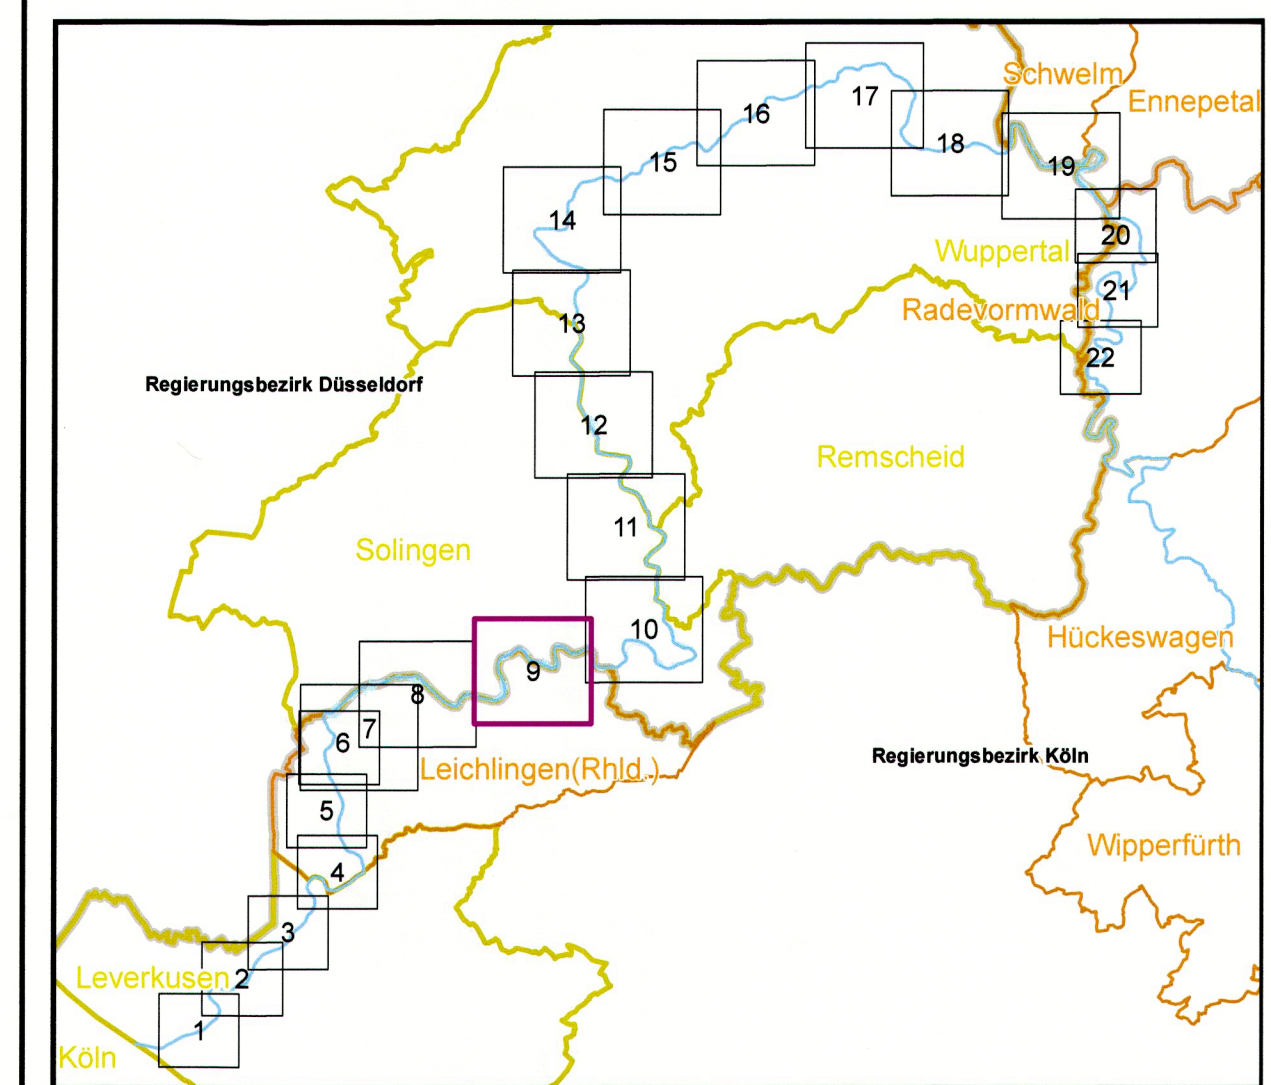 Schwelm
Ennepetal
17
16
18
15
19
14
20
Wuppertal
21
Radevormwald
13
22
Regierungsbezirk Düsseldorf
12
Remscheid
11
Solingen
10
Hückeswagen
9
8
7
6
Regierungsbezirk Köln
Leichlingen(Rhld.)
5
Wipperfürth
4
3
Leverkusen
2
1
Köln